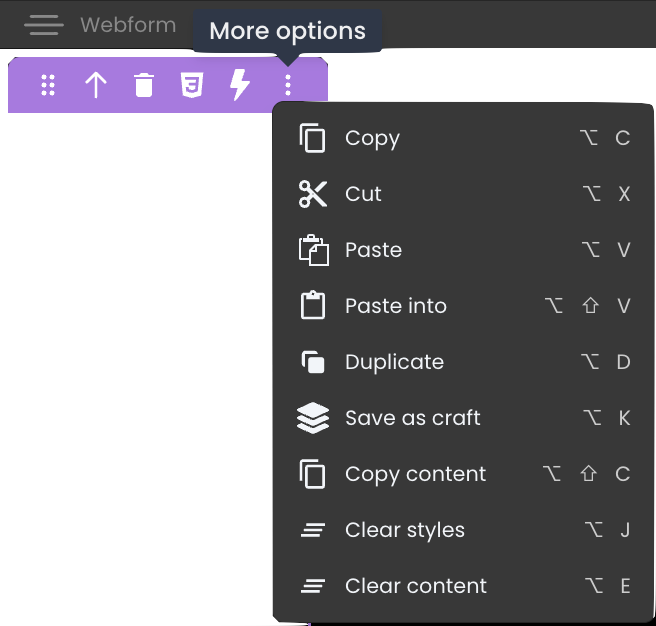 Webform
More options
Copy ⌥ C
Cut ⌥ X
Paste ⌥ V
Paste into ⌥ ⇧ V
Duplicate ⌥ D
Save as craft ⌥ K
Copy content ⌥ ⇧ C
Clear styles ⌥ J
Clear content ⌥ E